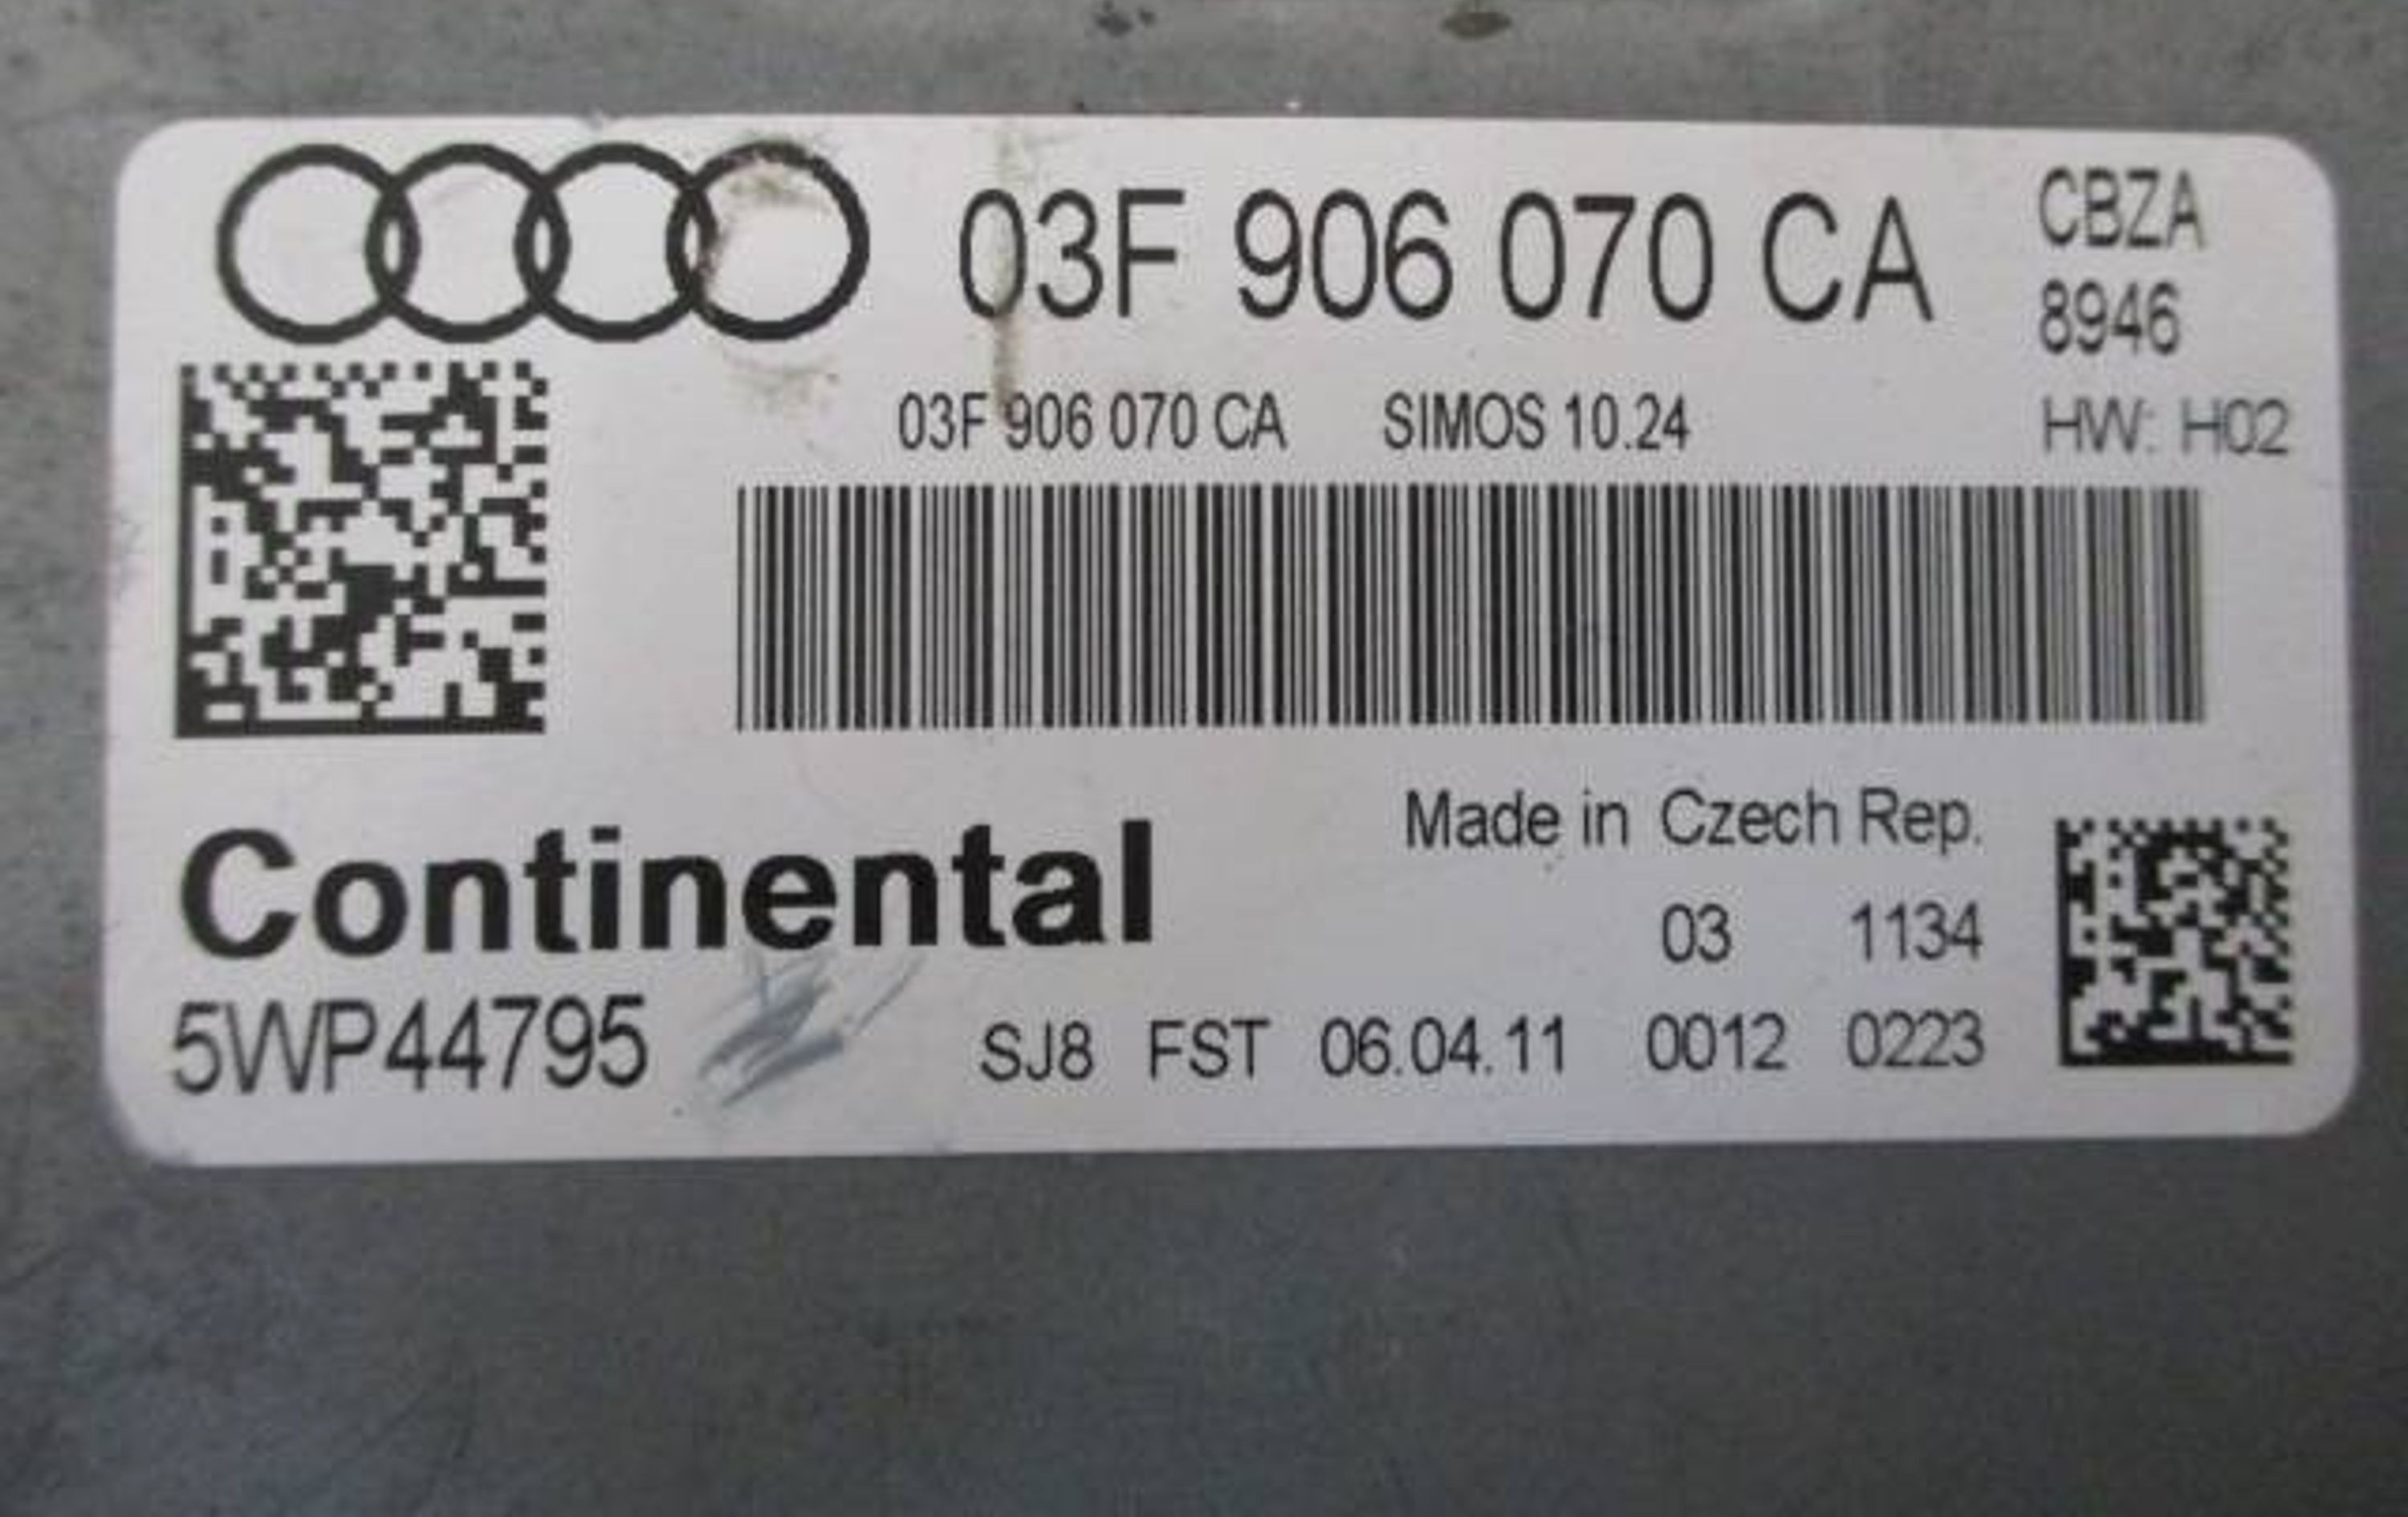 03F 906 070 CA CBZA
8946
03F 906 070 CA SIMOS 10.24 HW: H02
Made in Czech Rep.
Continental
03 1134
5WP44795 SJ8 FST 06.04.11 0012 0223